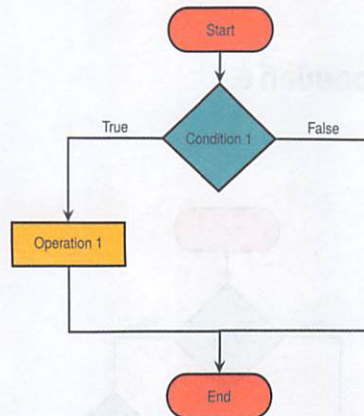 Start
Condition 1
True
False
Operation 1
End